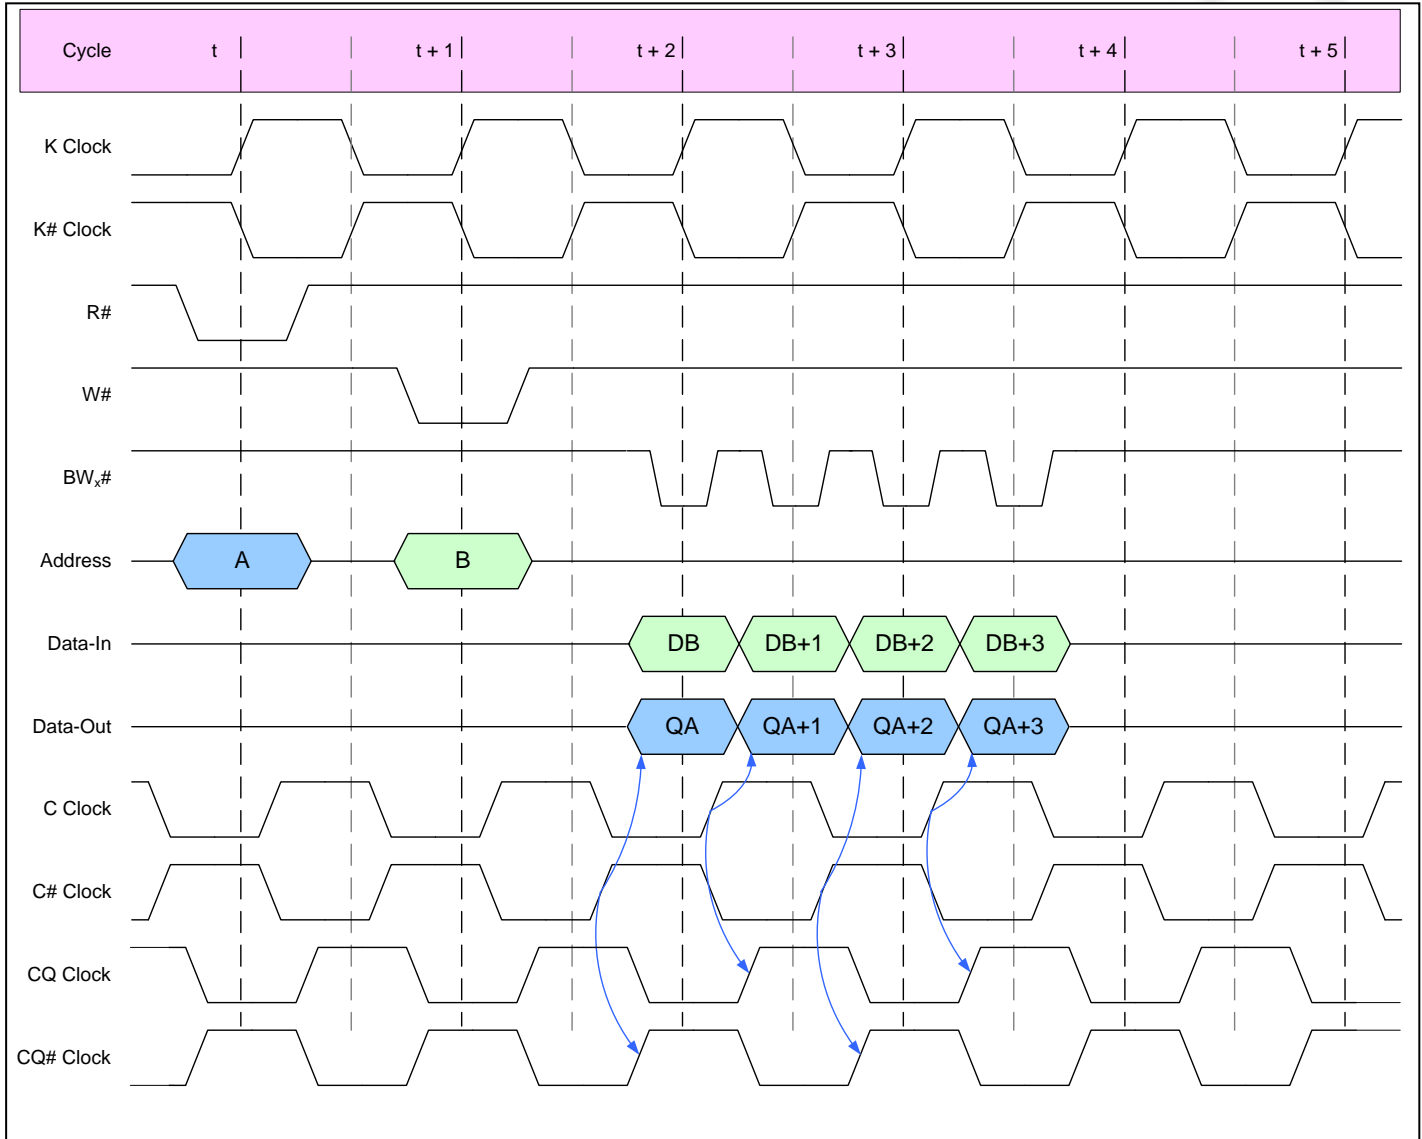 Cycle t t + 1 t + 2 t + 3 t + 4 t + 5
K Clock
K# Clock
R#
W#
BWx#
Address A B
Data-In DB DB+1 DB+2 DB+3
Data-Out QA QA+1 QA+2 QA+3
C Clock
C# Clock
CQ Clock
CQ# Clock